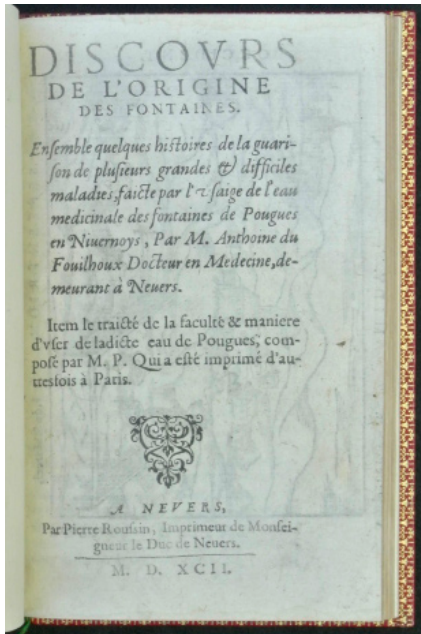 DISCOVRS
DE L'ORIGINE
DES FONTAINES.
Ensemble quelques histoires de la guari-
son de plusieurs grandes & difficiles
maladies, faicte par l'vsaige de l'eau
medicinale des fontaines de Pougues
en Niuernoys, Par M. Anthoine du
Fouilhoux Docteur en Medecine, de-
meurant à Neuers.
Item le traicté de la faculté & maniere
d'vser de ladicte eau de Pougues, com-
posé par M. P. Qui a esté imprimé d'au-
tresfois à Paris.
A NEVERS,
Par Pierre Roussin, Imprimeur de Monsei-
gneur le Duc de Neuers.
M. D. XCII.